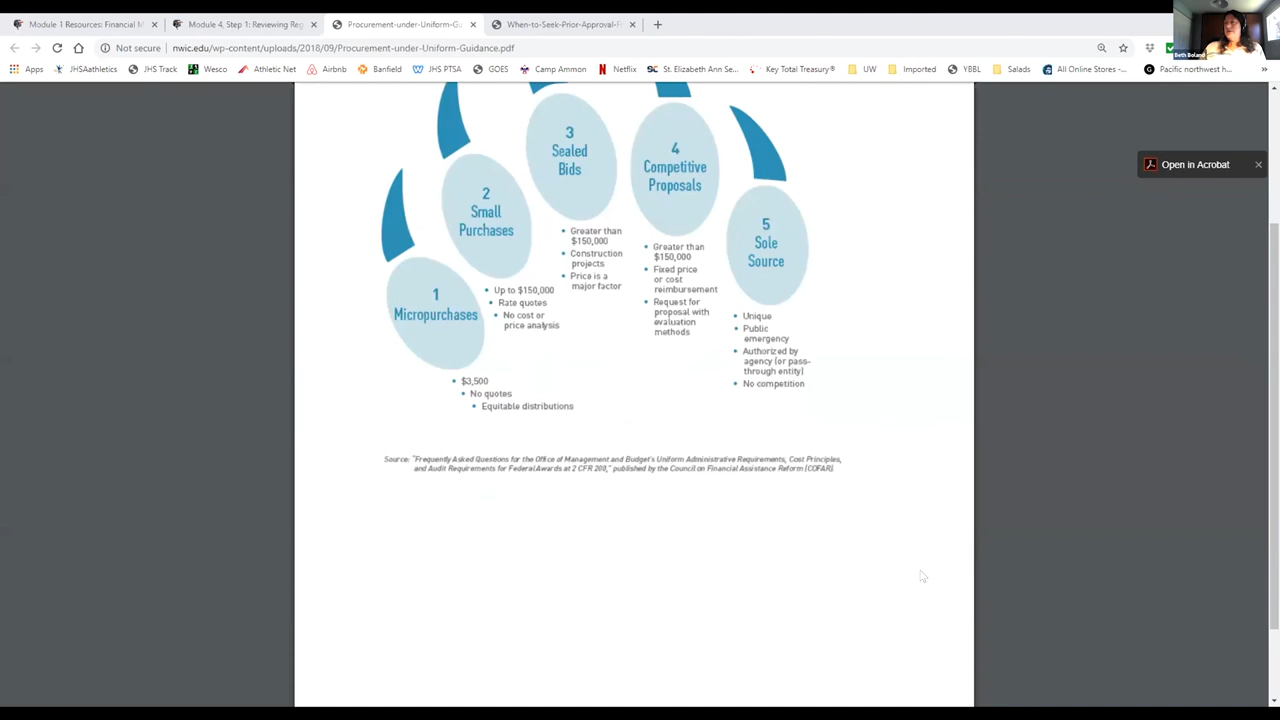 Module 1 Resources: Financial M
Module 4, Step 1: Reviewing Reg
Procurement-under-Uniform-Gu
When-to-Seek-Prior-Approval-F
Not secure
nwic.edu/wp-content/uploads/2018/09/Procurement-under-Uniform-Guidance.pdf
Apps
JHSAathletics
JHS Track
Wesco
Athletic Net
Airbnb
Banfield
JHS PTSA
GOEs
Camp Ammon
Netflix
St. Elizabeth Ann Se...
Key Total Treasury®
UW
Imported
YBBL
Salads
All Online Stores -...
Pacific northwest h...
»
Beth Boland
Open in Acrobat
1
Micropurchases
• $3,500
• No quotes
• Equitable distributions
2
Small
Purchases
• Up to $150,000
• Rate quotes
• No cost or
price analysis
3
Sealed
Bids
• Greater than
$150,000
• Construction
projects
• Price is a
major factor
4
Competitive
Proposals
• Greater than
$150,000
• Fixed price
or cost
reimbursement
• Request for
proposal with
evaluation
methods
5
Sole
Source
• Unique
• Public
emergency
• Authorized by
agency (or pass-
through entity)
• No competition
Source: "Frequently Asked Questions for the Office of Management and Budget's Uniform Administrative Requirements, Cost Principles,
and Audit Requirements for Federal Awards at 2 CFR 200," published by the Council on Financial Assistance Reform (COFAR).